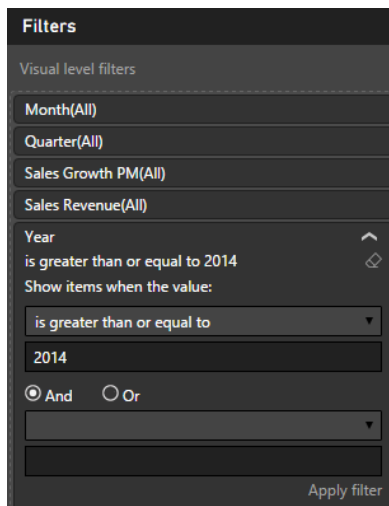 Filters
Visual level filters
Month(All)
Quarter(All)
Sales Growth PM(All)
Sales Revenue(All)
Year
is greater than or equal to 2014
Show items when the value:
is greater than or equal to
2014
And Or
Apply filter